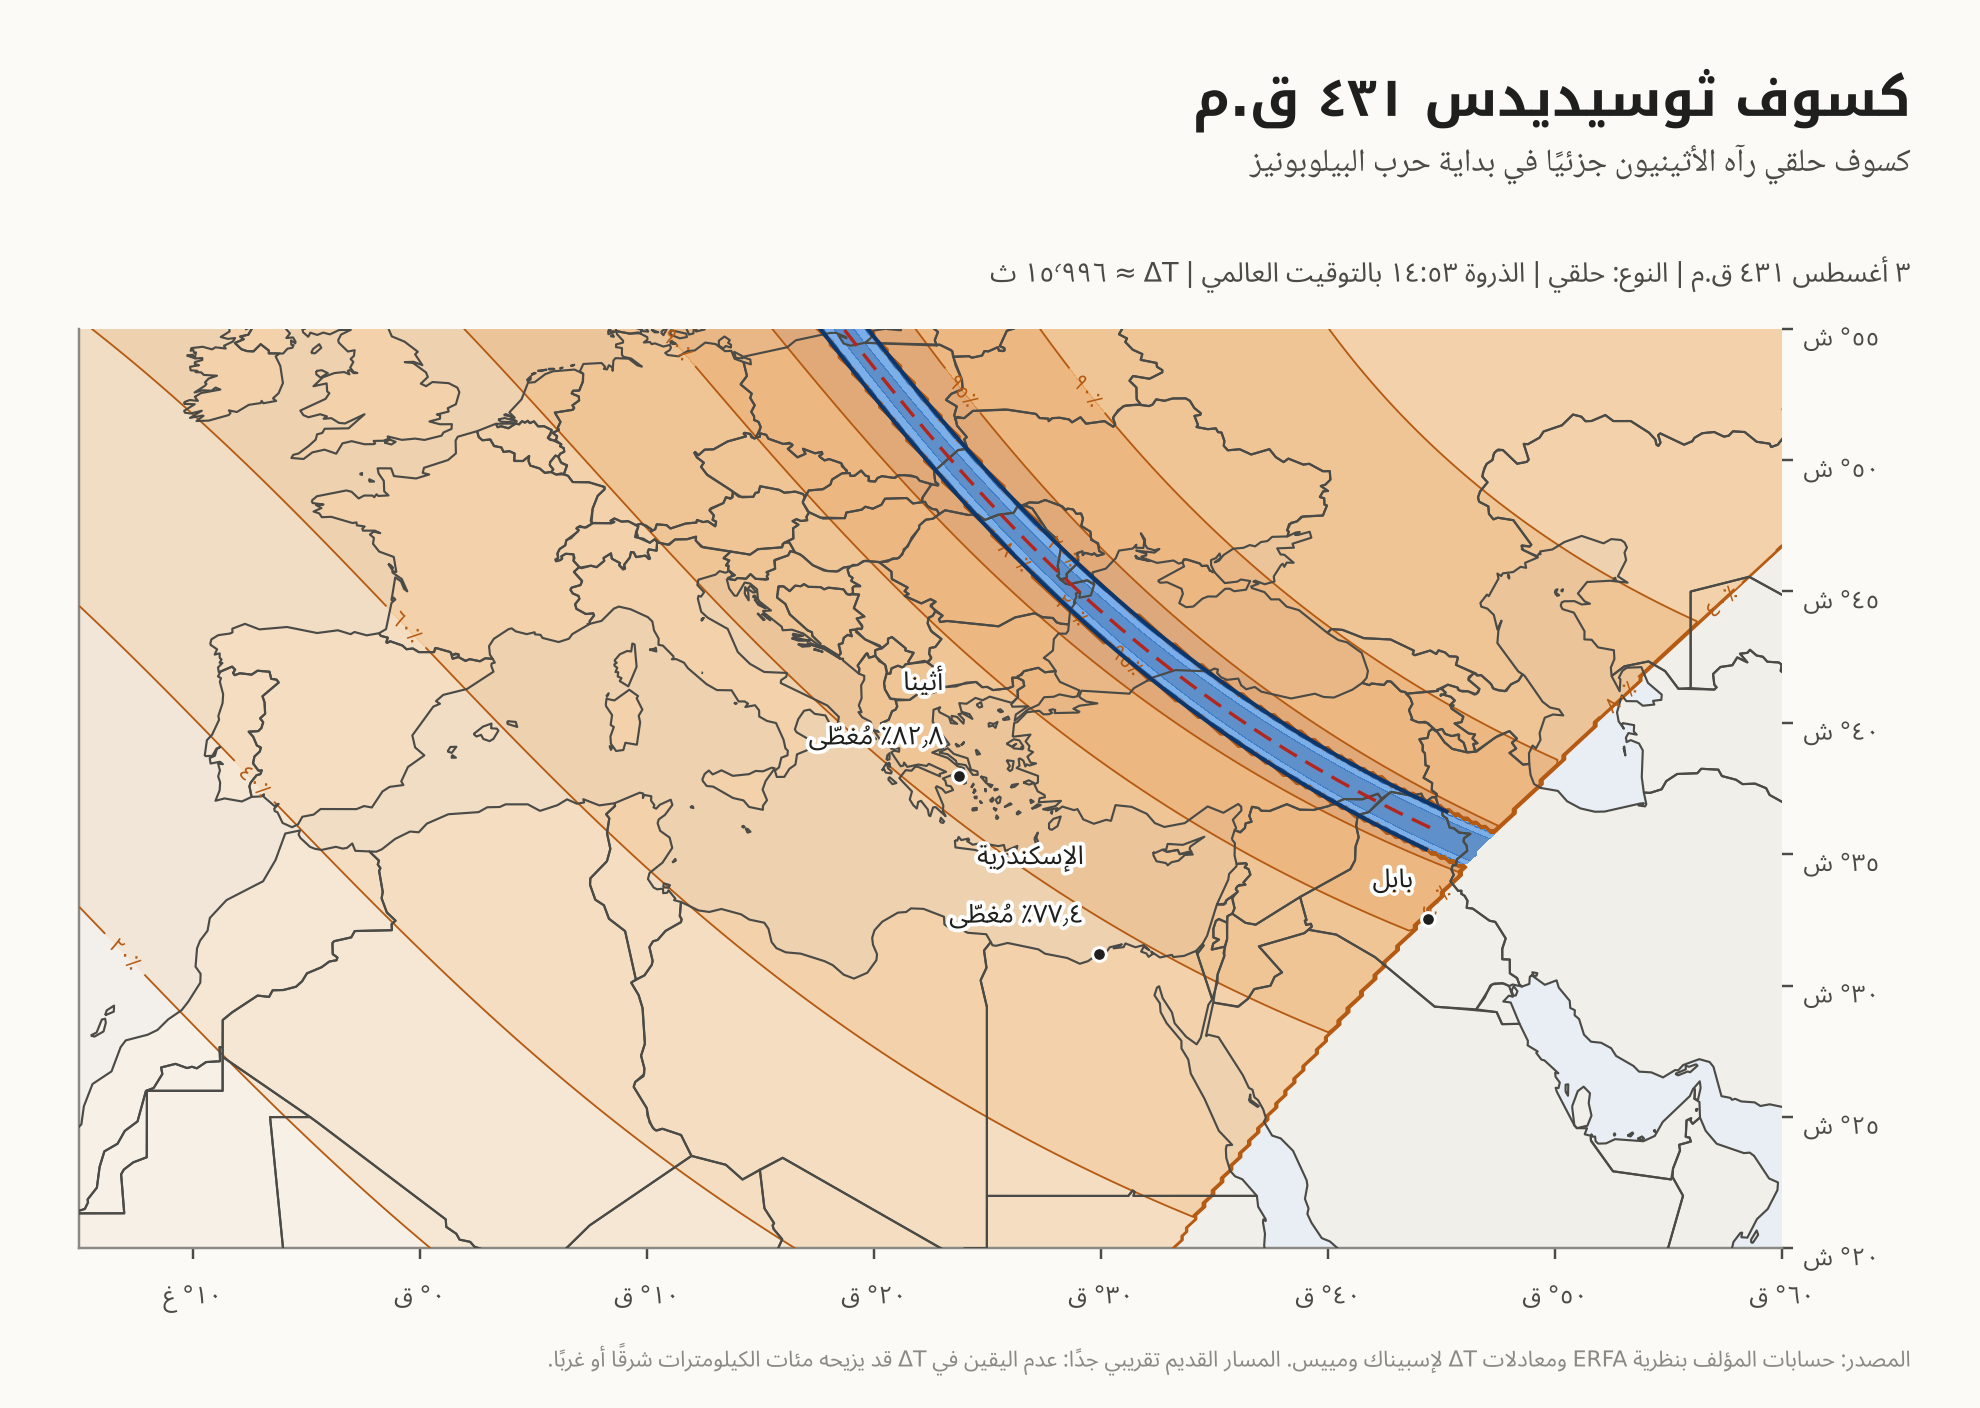 كسوف ثوسيديدس ٤٣١ ق.م
كسوف حلقي رآه الأثينيون جزئيًا في بداية حرب البيلوبونيز
٣ أغسطس ٤٣١ ق.م | النوع: حلقي | الذروة ١٤:٥٣ بالتوقيت العالمي | ΔT ≈ ١٥٬٩٩٦ ث
٥٥° ش
٥٠° ش
٤٥° ش
٤٠° ش
٣٥° ش
٣٠° ش
٢٥° ش
٢٠° ش
٩٥٪
٩٠٪
٨٠٪
٩٥٪
٦٠٪
٤٠٪
٢٠٪
أثينا
٨٢٫٨٪ مُغطّى
الإسكندرية
٧٧٫٤٪ مُغطّى
بابل
١٠° غ
٠° ق
١٠° ق
٢٠° ق
٣٠° ق
٤٠° ق
٥٠° ق
٦٠° ق
المصدر: حسابات المؤلف بنظرية ERFA ومعادلات ΔT لإسبيناك ومييس. المسار القديم تقريبي جدًا: عدم اليقين في ΔT قد يزيحه مئات الكيلومترات شرقًا أو غربًا.